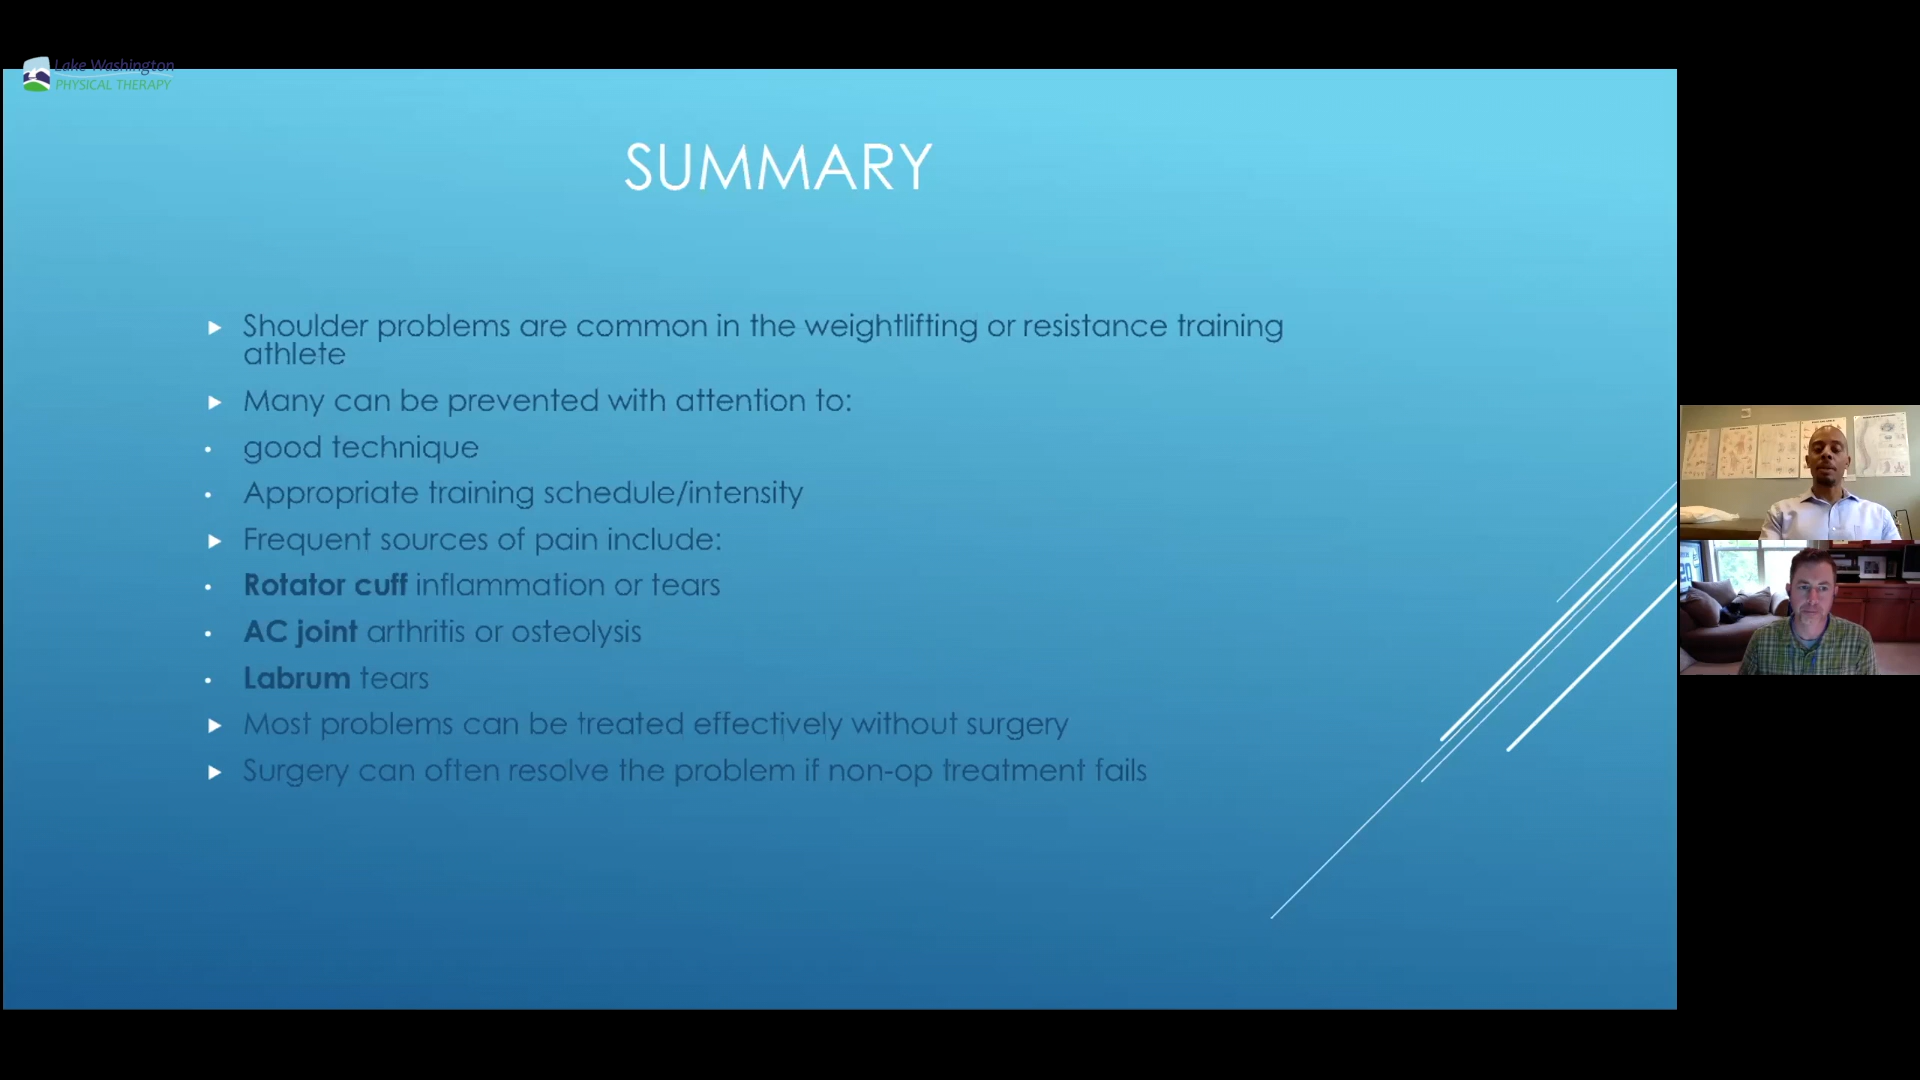 Lake Washington
PHYSICAL THERAPY
SUMMARY
Shoulder problems are common in the weightlifting or resistance training
athlete
Many can be prevented with attention to:
good technique
Appropriate training schedule/intensity
Frequent sources of pain include:
Rotator cuff inflammation or tears
AC joint arthritis or osteolysis
Labrum tears
Most problems can be treated effectively without surgery
Surgery can often resolve the problem if non-op treatment fails